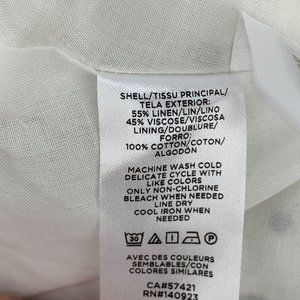 SHELL/TISSU PRINCIPAL/
TELA EXTERIOR:
55% LINEN/LIN/LINO
45% VISCOSE/VISCOSA
LINING/DOUBLURE/
FORRO:
100% COTTON/COTON/
ALGODÓN
MACHINE WASH COLD
DELICATE CYCLE WITH
LIKE COLORS
ONLY NON-CHLORINE
BLEACH WHEN NEEDED
LINE DRY
COOL IRON WHEN
NEEDED
30
AVEC DES COULEURS
SEMBLABLES/CON
COLORES SIMILARES
CA#57421
RN#140923